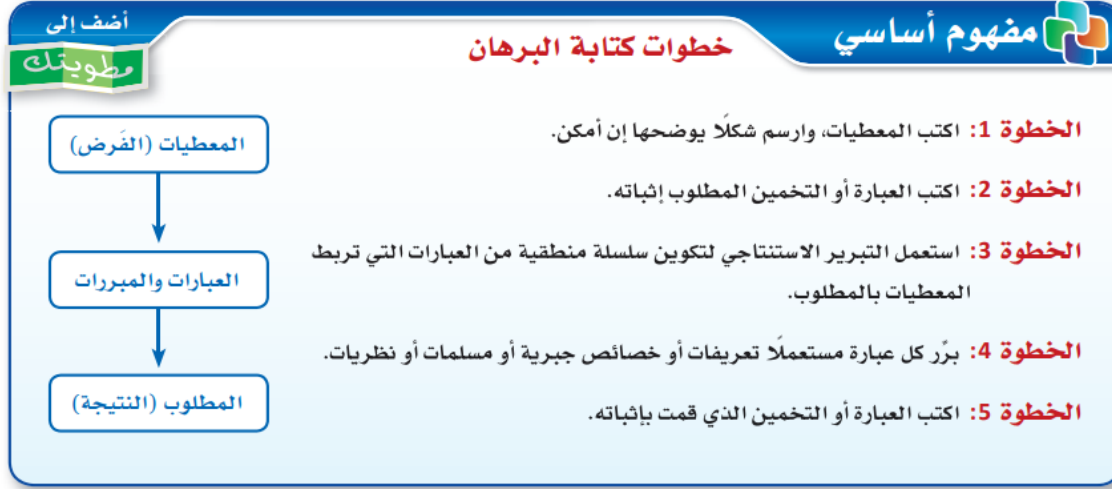 مفهوم أساسي
خطوات كتابة البرهان
أضف إلى
مطويتك
الخطوة 1: اكتب المعطيات، وارسم شكلًا يوضحها إن أمكن.
الخطوة 2: اكتب العبارة أو التخمين المطلوب إثباته.
الخطوة 3: استعمل التبرير الاستنتاجي لتكوين سلسلة منطقية من العبارات التي تربط
المعطيات بالمطلوب.
الخطوة 4: برِّر كل عبارة مستعملًا تعريفات أو خصائص جبرية أو مسلمات أو نظريات.
الخطوة 5: اكتب العبارة أو التخمين الذي قمت بإثباته.
المعطيات (الفَرض)
العبارات والمبررات
المطلوب (النتيجة)